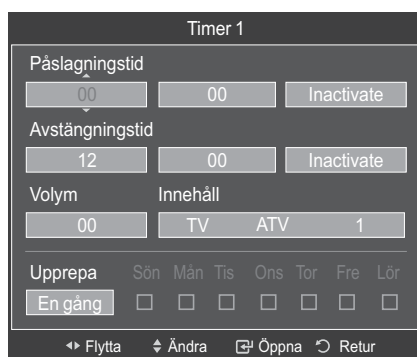 Timer 1
Påslagningstid
00 00 Inactivate
Avstängningstid
12 00 Inactivate
Volym Innehåll
00 TV ATV 1
Upprepa Sön Mån Tis Ons Tor Fre Lör
En gång
Flytta Ändra Öppna Retur